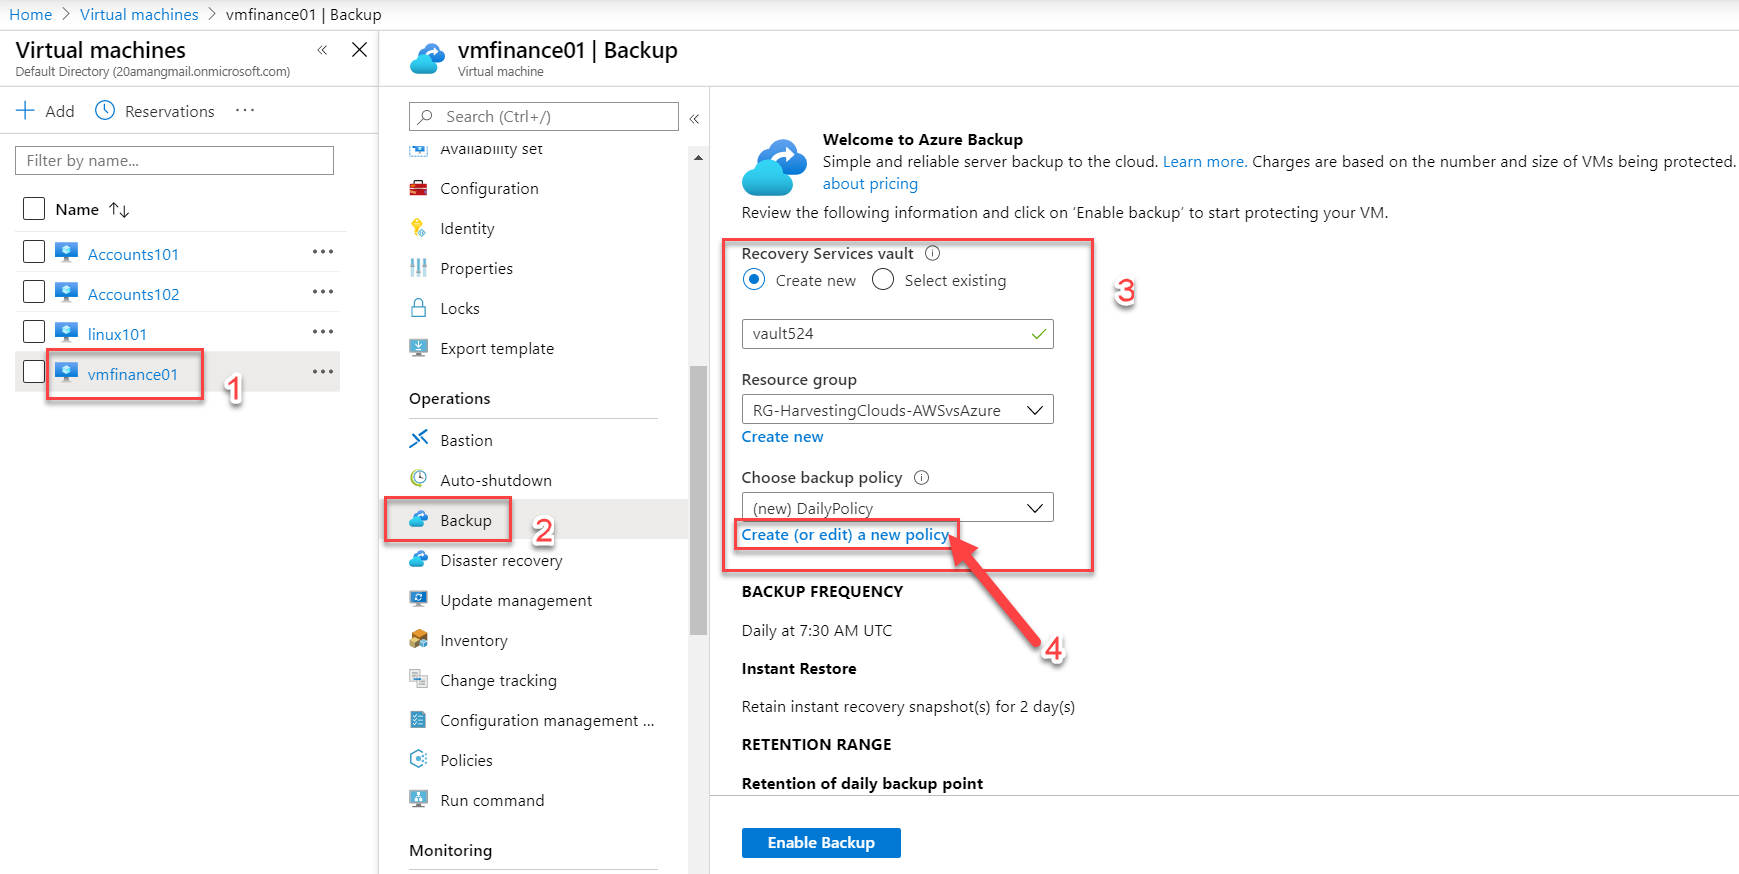 Home > Virtual machines > vmfinance01 | Backup
Virtual machines
Default Directory (20amangmail.onmicrosoft.com)
Add
Reservations
Filter by name...
Name
Accounts101
Accounts102
linux101
vmfinance01
1
vmfinance01 | Backup
Virtual machine
Search (Ctrl+/)
Availability set
Configuration
Identity
Properties
Locks
Export template
Operations
Bastion
Auto-shutdown
Backup
2
Disaster recovery
Update management
Inventory
Change tracking
Configuration management ...
Policies
Run command
Monitoring
Welcome to Azure Backup
Simple and reliable server backup to the cloud. Learn more. Charges are based on the number and size of VMs being protected.
about pricing
Review the following information and click on ‘Enable backup’ to start protecting your VM.
Recovery Services vault
Create new
Select existing
3
vault524
Resource group
RG-HarvestingClouds-AWSvsAzure
Create new
Choose backup policy
(new) DailyPolicy
Create (or edit) a new policy
4
BACKUP FREQUENCY
Daily at 7:30 AM UTC
Instant Restore
Retain instant recovery snapshot(s) for 2 day(s)
RETENTION RANGE
Retention of daily backup point
Enable Backup